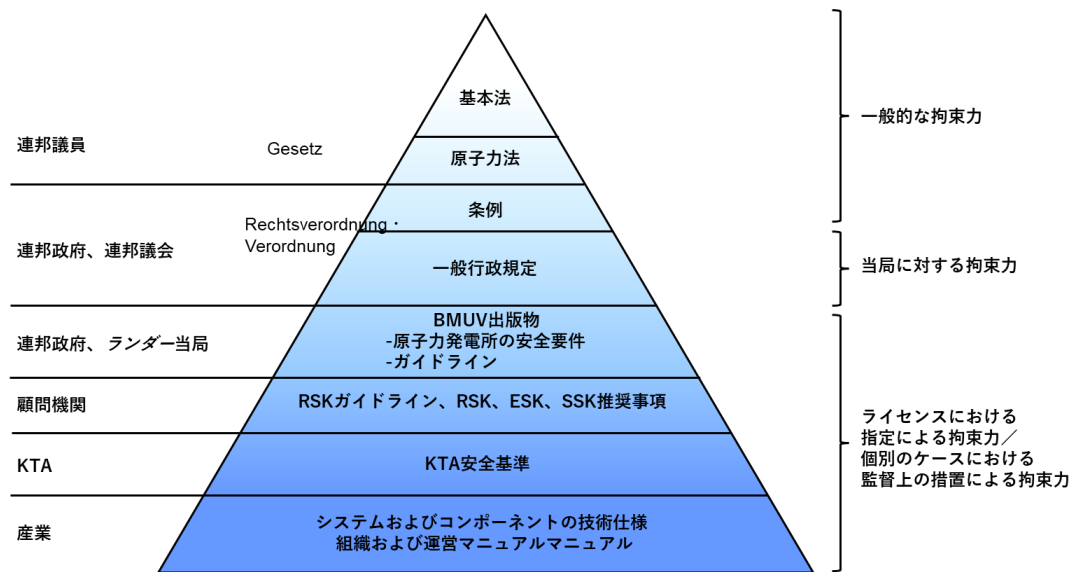 基本法
一般的な拘束力
連邦議員
Gesetz
原子力法
条例
Rechtsverordnung・
Verordnung
連邦政府、連邦議会
一般行政規定
当局に対する拘束力
BMUV出版物
-原子力発電所の安全要件
-ガイドライン
連邦政府、ランダー当局
顧問機関
RSKガイドライン、RSK、ESK、SSK推奨事項
ライセンスにおける
指定による拘束力／
個別のケースにおける
監督上の措置による拘束力
KTA
KTA安全基準
産業
システムおよびコンポーネントの技術仕様
組織および運営マニュアルマニュアル